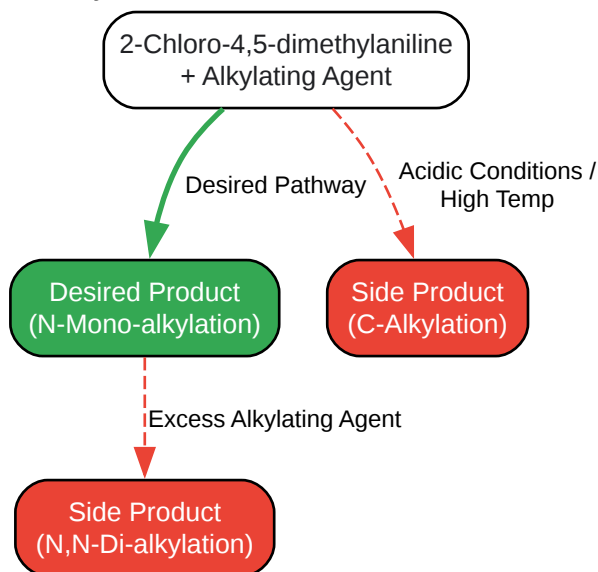 2-Chloro-4,5-dimethylaniline
+ Alkylating Agent
Desired Pathway
Acidic Conditions /
High Temp
Desired Product
(N-Mono-alkylation)
Side Product
(C-Alkylation)
Excess Alkylating Agent
Side Product
(N,N-Di-alkylation)